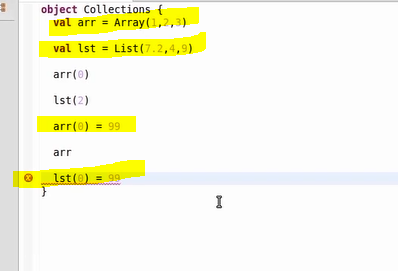 object Collections {
val arr = Array(1,2,3)
val lst = List(7.2,4,9)
arr(0)
lst(2)
arr(0) = 99
arr
lst(0) = 99
}